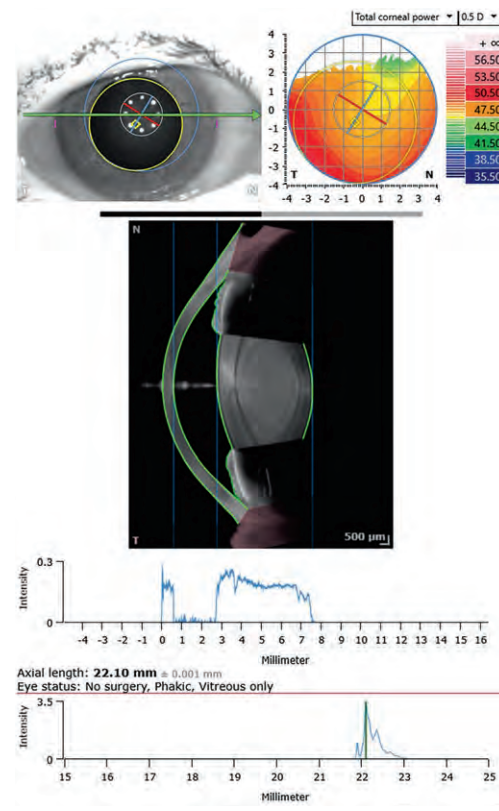 Total corneal power 0.5 D
+ ∞
56.50
53.50
50.50
47.50
44.50
41.50
38.50
35.50
4
3
2
1
0
-1
-2
-3
-4
T N
-4 -3 -2 -1 0 1 2 3 4
T N
N
T
500 µm
Intensity
0.3
0
-4 -3 -2 -1 0 1 2 3 4 5 6 7 8 9 10 11 12 13 14 15 16
Millimeter
Axial length: 22.10 mm ± 0.001 mm
Eye status: No surgery, Phakic, Vitreous only
Intensity
3.5
0
15 16 17 18 19 20 21 22 23 24 25
Millimeter